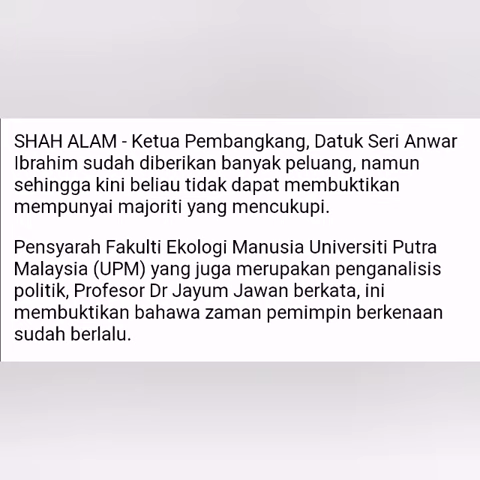 SHAH ALAM - Ketua Pembangkang, Datuk Seri Anwar
Ibrahim sudah diberikan banyak peluang, namun
sehingga kini beliau tidak dapat membuktikan
mempunyai majoriti yang mencukupi.
Pensyarah Fakulti Ekologi Manusia Universiti Putra
Malaysia (UPM) yang juga merupakan penganalisis
politik, Profesor Dr Jayum Jawan berkata, ini
membuktikan bahawa zaman pemimpin berkenaan
sudah berlalu.